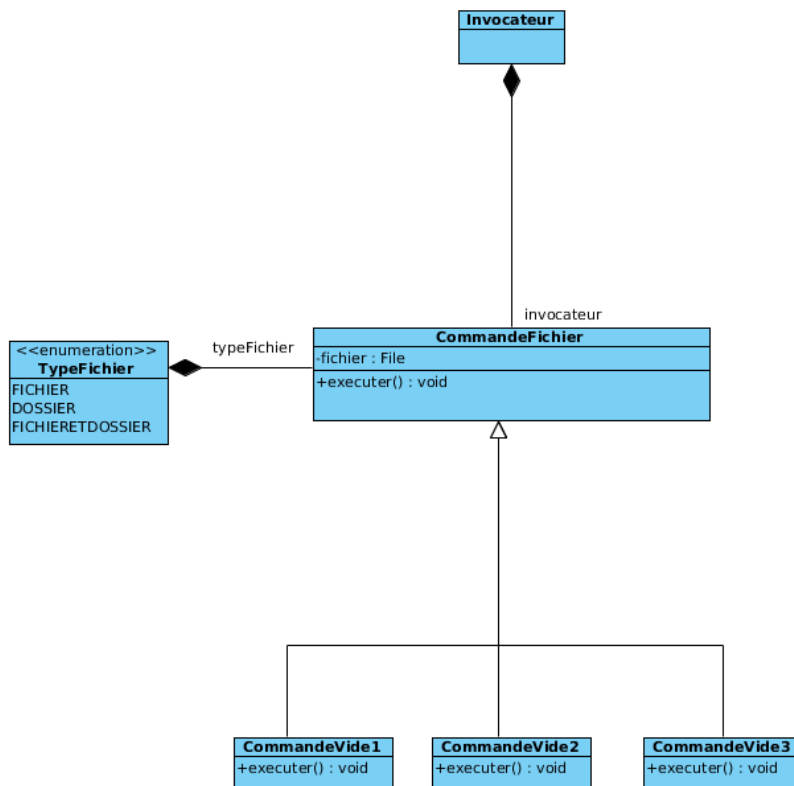 Invocateur
invocateur
typeFichier
<<enumeration>>
TypeFichier
FICHIER
DOSSIER
FICHIERETDOSSIER
CommandeFichier
-fichier : File
+executer() : void
CommandeVide1
+executer() : void
CommandeVide2
+executer() : void
CommandeVide3
+executer() : void